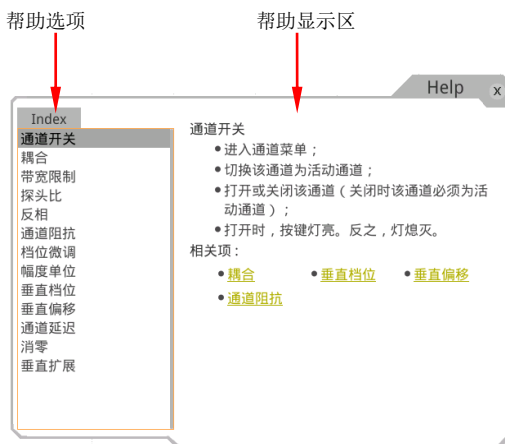 帮助选项
帮助显示区
Help
x
Index
通道开关
耦合
带宽限制
探头比
反相
通道阻抗
档位微调
幅度单位
垂直档位
垂直偏移
通道延迟
消零
垂直扩展
通道开关
●进入通道菜单；
●切换该通道为活动通道；
●打开或关闭该通道（关闭时该通道必须为活
动通道）；
●打开时，按键灯亮。反之，灯熄灭。
相关项：
●耦合 ●垂直档位 ●垂直偏移
●通道阻抗